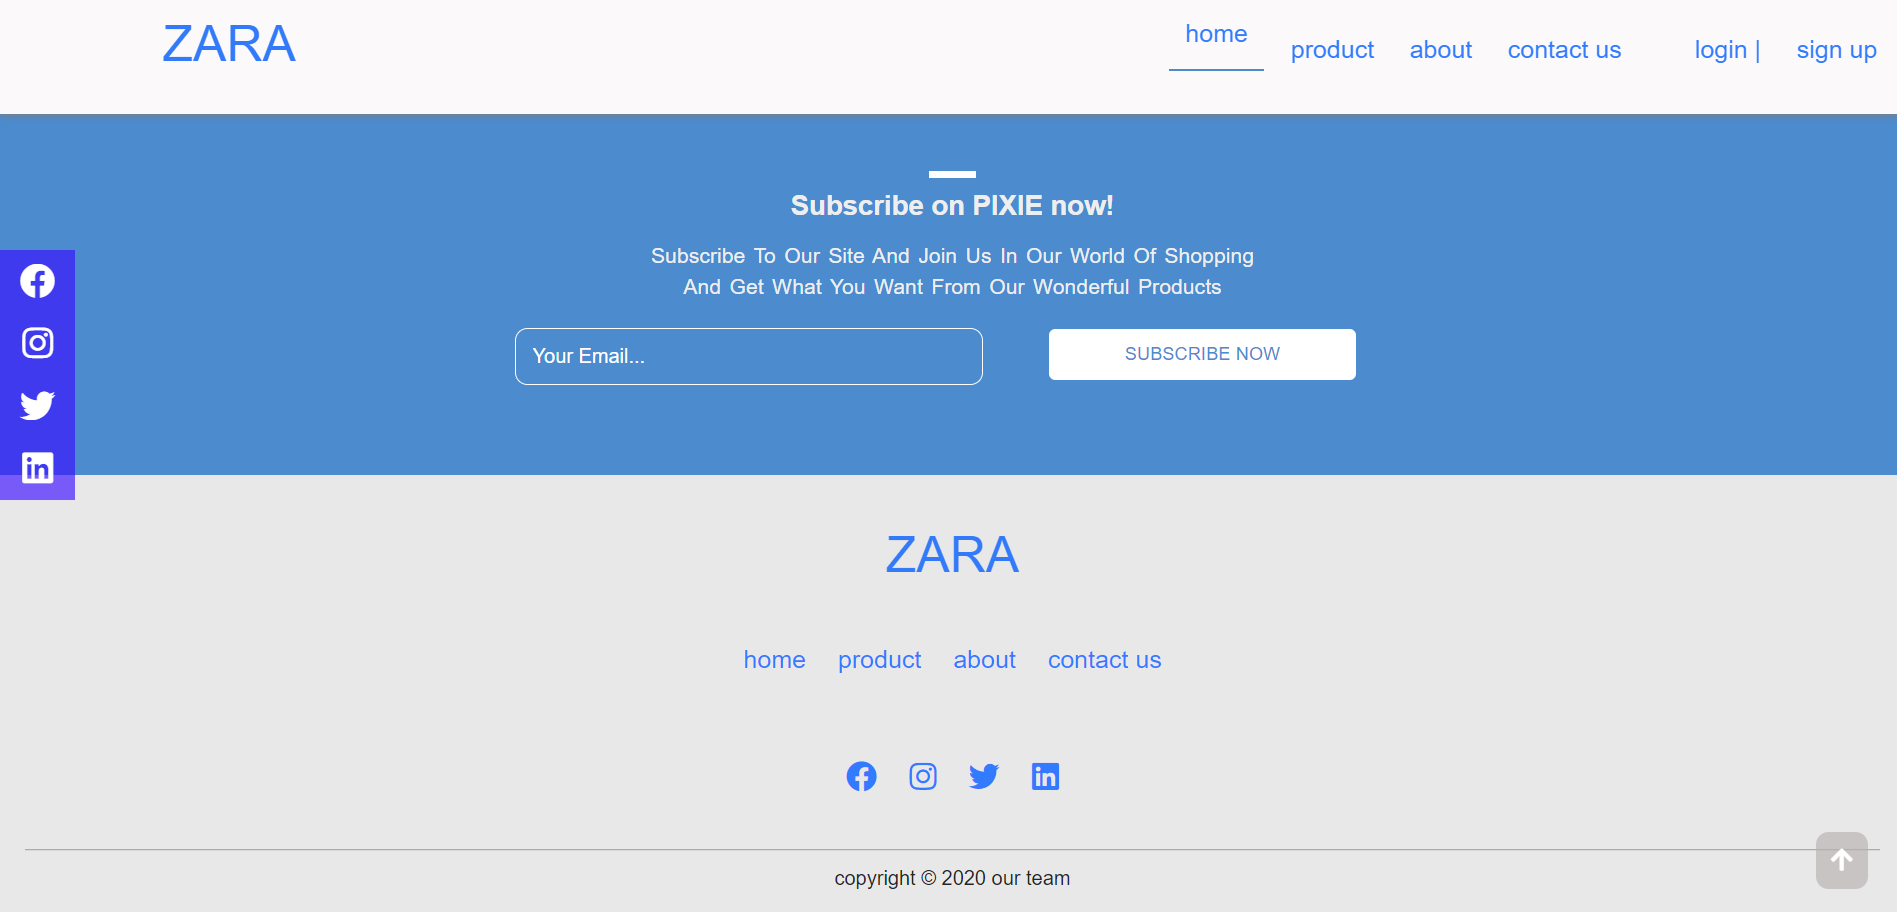 ZARA
home product about contact us login | sign up
Subscribe on PIXIE now!
Subscribe To Our Site And Join Us In Our World Of Shopping
And Get What You Want From Our Wonderful Products
Your Email... SUBSCRIBE NOW
ZARA
home product about contact us
copyright © 2020 our team